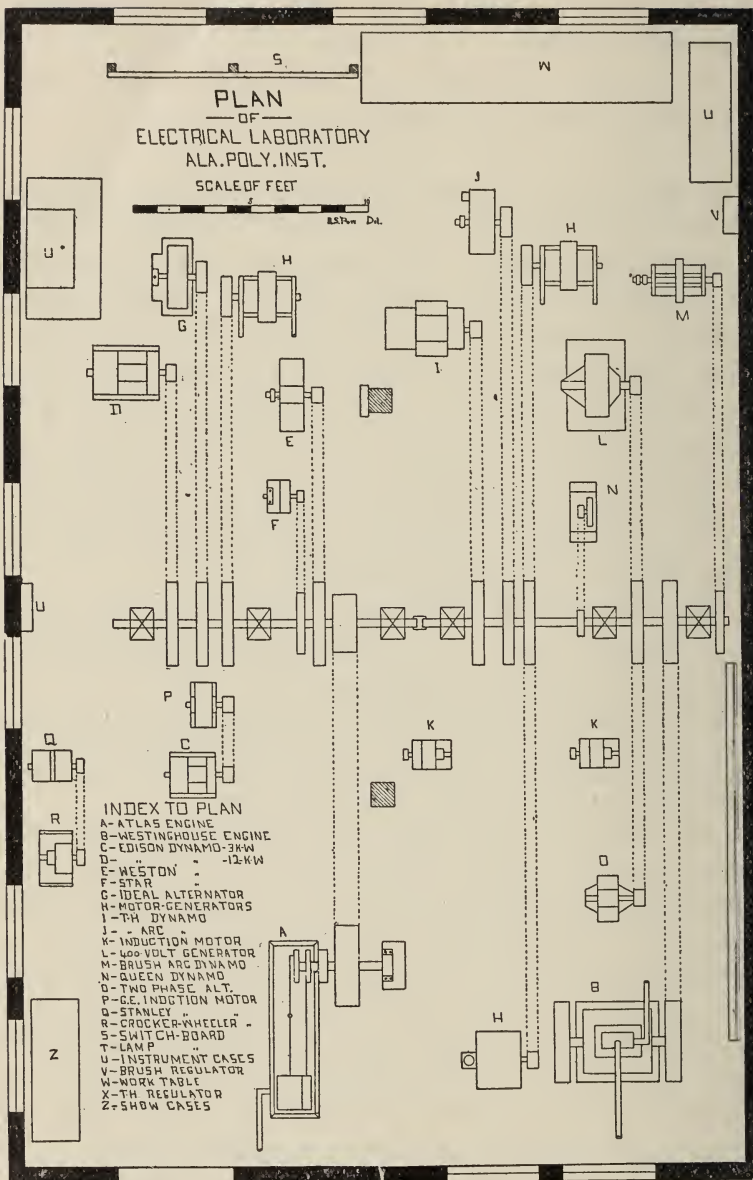 S
W
U
PLAN
OF
ELECTRICAL LABORATORY
ALA. POLY. INST.
SCALE OF FEET
5
10
Del.
J
V
U
G
H
H
M
D
I
E
L
F
N
U
P
K
K
Q
C
R
INDEX TO PLAN
A-ATLAS ENGINE
B-WESTINGHOUSE ENGINE
C-EDISON DYNAMO-3KW
D- " " -12-KW
E-WESTON "
F-STAR "
G-IDEAL ALTERNATOR
H-MOTOR-GENERATORS
I-T-H DYNAMO
J- " ARC "
K-INDUCTION MOTOR
L-400-VOLT GENERATOR
M-BRUSH ARC DYNAMO
N-QUEEN DYNAMO
O-TWO PHASE ALT.
P-G.E. INDCTION MOTOR
Q-STANLEY " "
R-CROCKER-WHEELER "
S-SWITCH-BOARD
T-LAMP "
U-INSTRUMENT CASES
V-BRUSH REGULATOR
W-WORK TABLE
X-TH REGULATOR
Z-SHOW CASES
O
A
H
B
Z